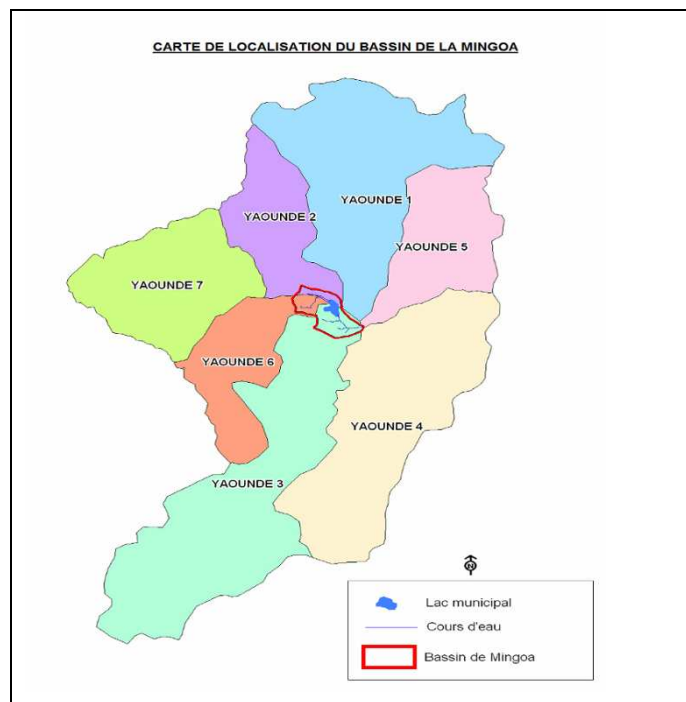 CARTE DE LOCALISATION DU BASSIN DE LA MINGOA
YAOUNDE 1
YAOUNDE 2
YAOUNDE 5
YAOUNDE 7
YAOUNDE 6
YAOUNDE 4
YAOUNDE 3
N
Lac municipal
Cours d'eau
Bassin de Mingoa